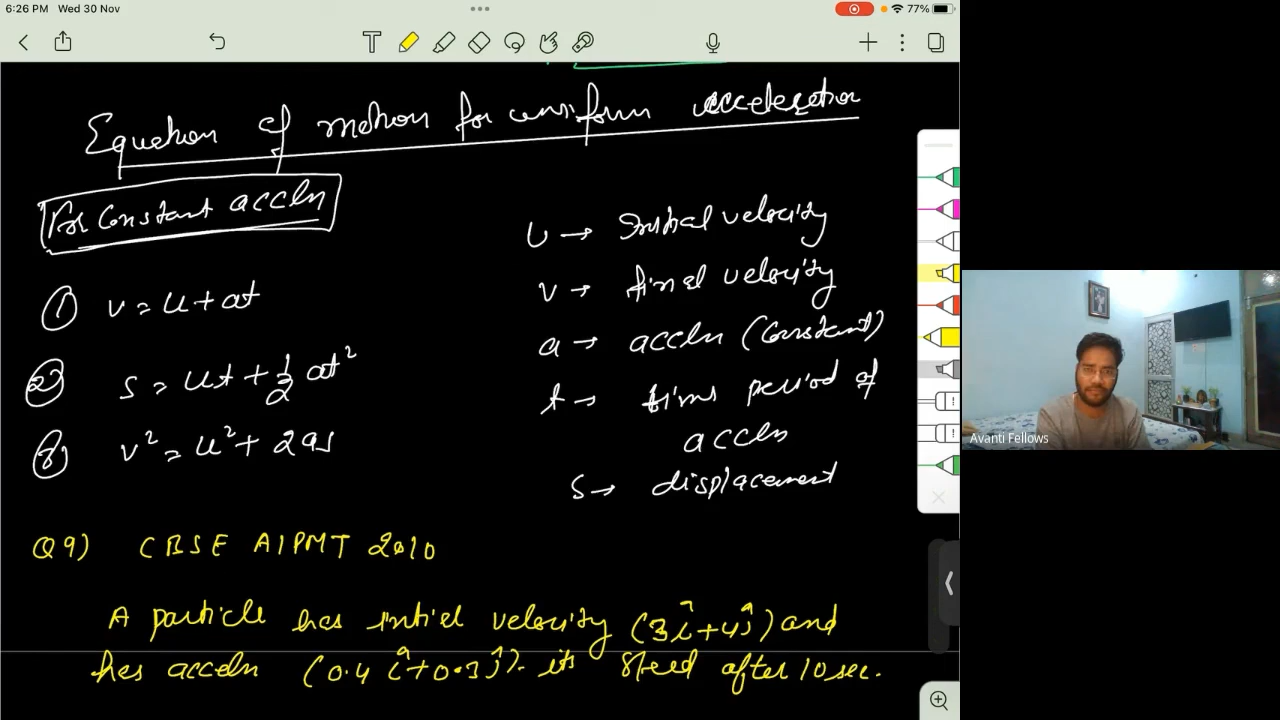 6:26 PM Wed 30 Nov
77%
Equation of motion for uniform acceleration
For Constant accln
① v = u + at
② s = ut + 1/2 at²
③ v² = u² + 2as
U → Initial velocity
v → final velocity
a → accln (Constant)
t → time period of
accln
S → displacement
Q9) CBSE AIPMT 2010
A particle has initial velocity (3î+4ĵ) and
has accln (0.4 î+0.3ĵ). its speed after 10 sec.
Avanti Fellows